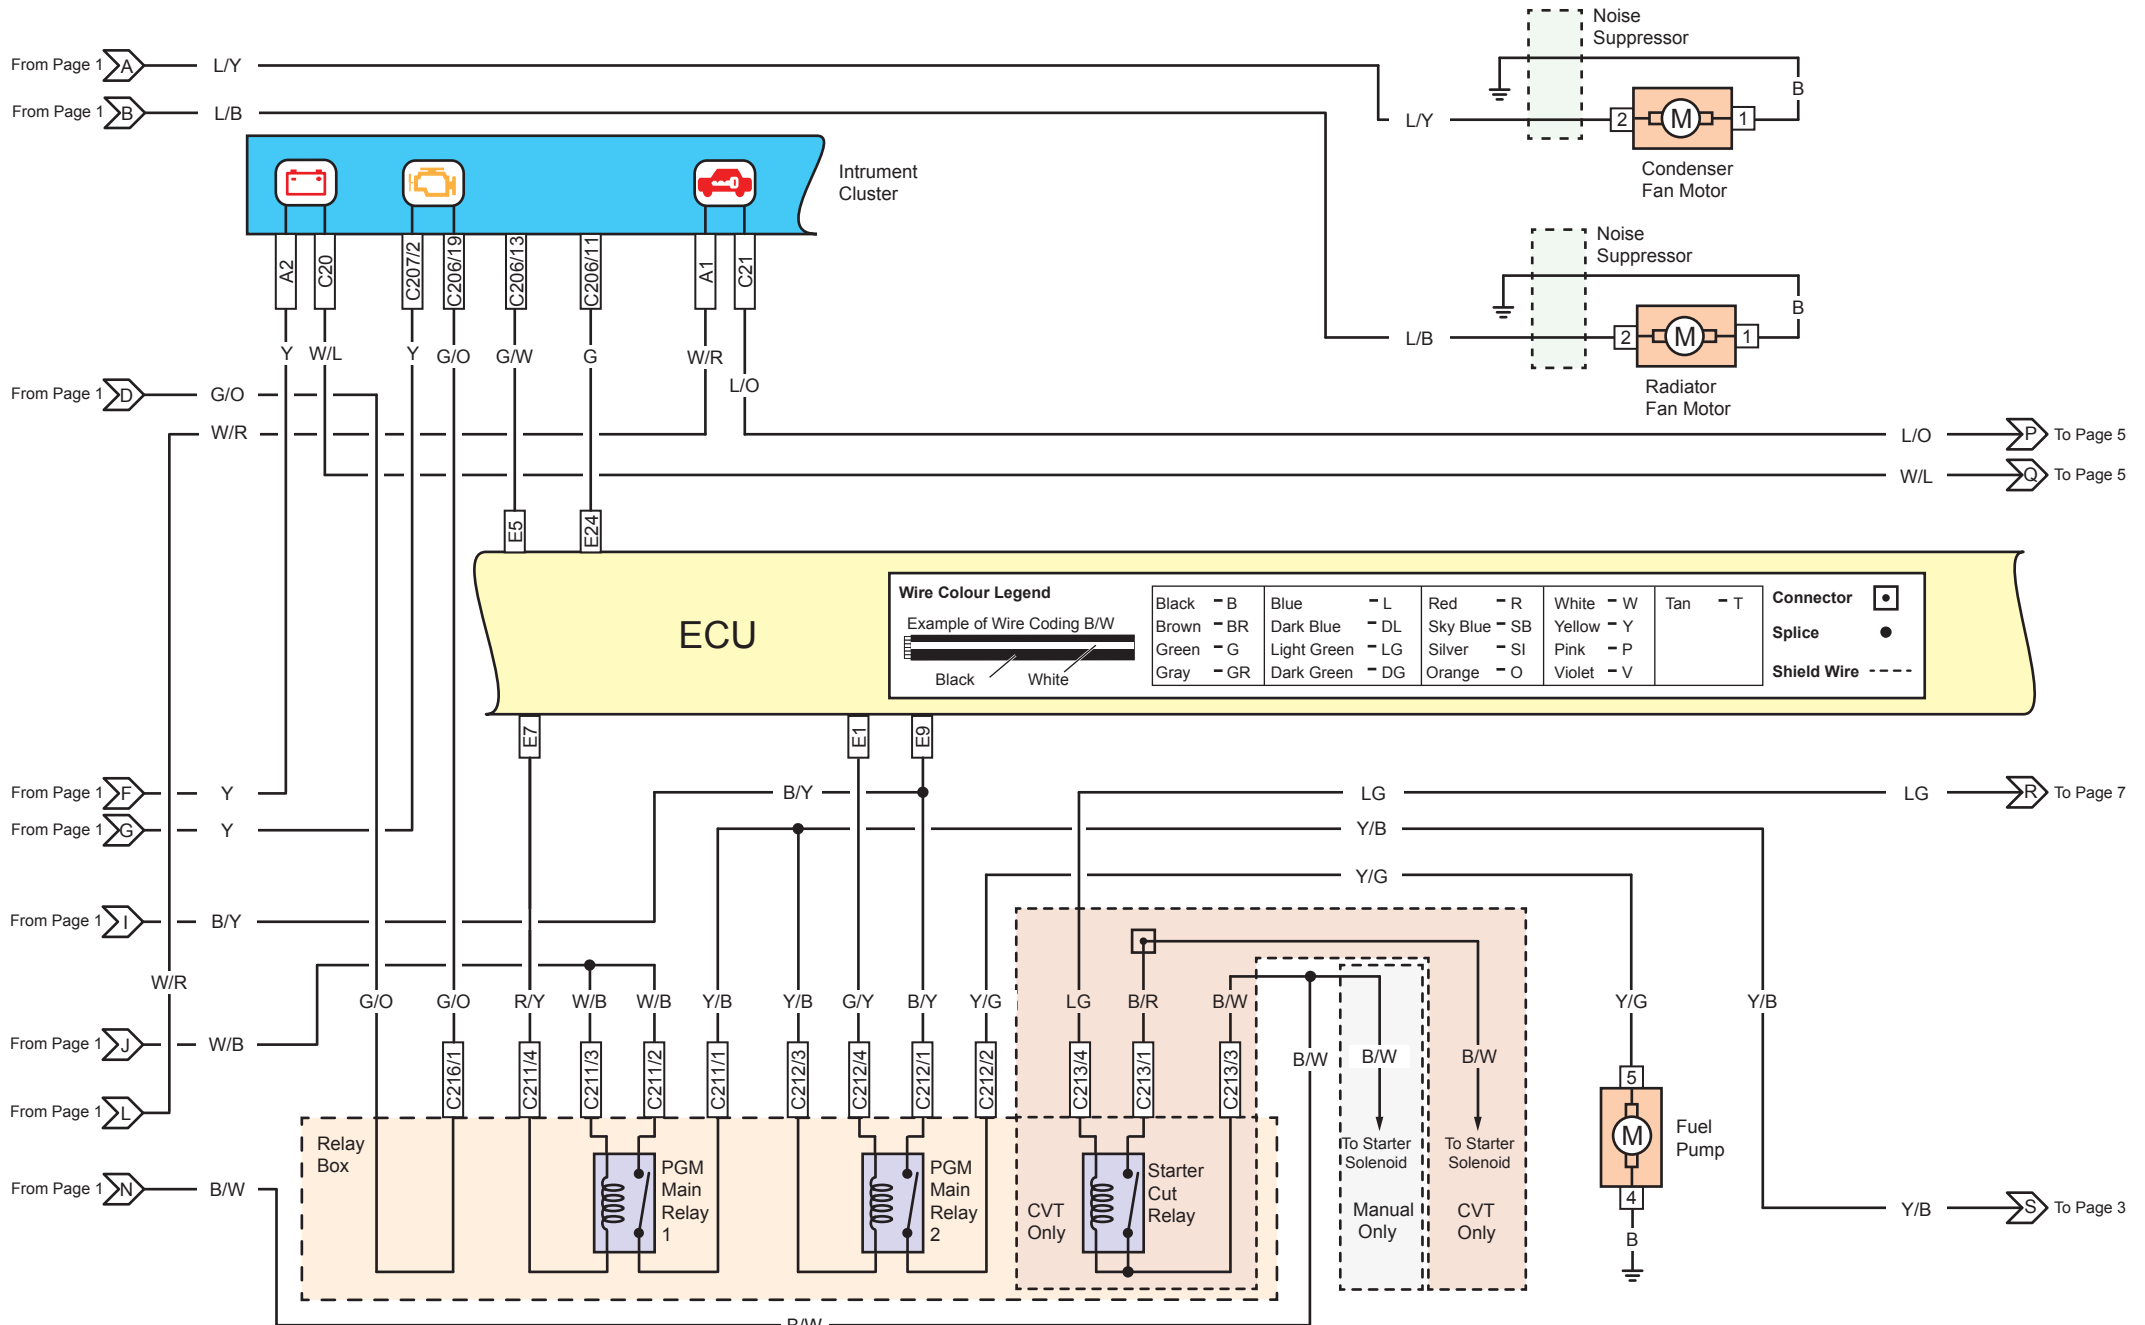 Noise
Suppressor
From Page 1 A L/Y
B
From Page 1 B L/B
L/Y 2 M 1
Condenser
Fan Motor
Intrument
Cluster
Noise
Suppressor
A2 C20 C207/2 C206/19 C206/13 C206/11 A1 C21
B
L/B 2 M 1
Y W/L Y G/O G/W G W/R
L/O
Radiator
Fan Motor
From Page 1 D G/O
W/R
L/O P To Page 5
W/L Q To Page 5
E5 E24
ECU
Wire Colour Legend
Example of Wire Coding B/W
Black White
Black - B
Brown - BR
Green - G
Gray - GR
Blue - L
Dark Blue - DL
Light Green - LG
Dark Green - DG
Red - R
Sky Blue - SB
Silver - SI
Orange - O
White - W
Yellow - Y
Pink - P
Violet - V
Tan - T
Connector
Splice
Shield Wire
E7 E1 E9
From Page 1 F Y
B/Y LG LG R To Page 7
From Page 1 G Y
Y/B
Y/G
From Page 1 I B/Y
W/R
G/O G/O R/Y W/B W/B Y/B Y/B G/Y B/Y Y/G LG B/R B/W Y/G Y/B
From Page 1 J W/B
B/W B/W B/W
C216/1 C211/4 C211/3 C211/2 C211/1 C212/3 C212/4 C212/1 C212/2 C213/4 C213/1 C213/3
5
From Page 1 L
Relay
Box
M
Fuel
Pump
To Starter
Solenoid
To Starter
Solenoid
PGM
Main
Relay
1
PGM
Main
Relay
2
Starter
Cut
Relay
CVT
Only
Manual
Only
CVT
Only
From Page 1 N B/W
4
B
Y/B S To Page 3
B/W